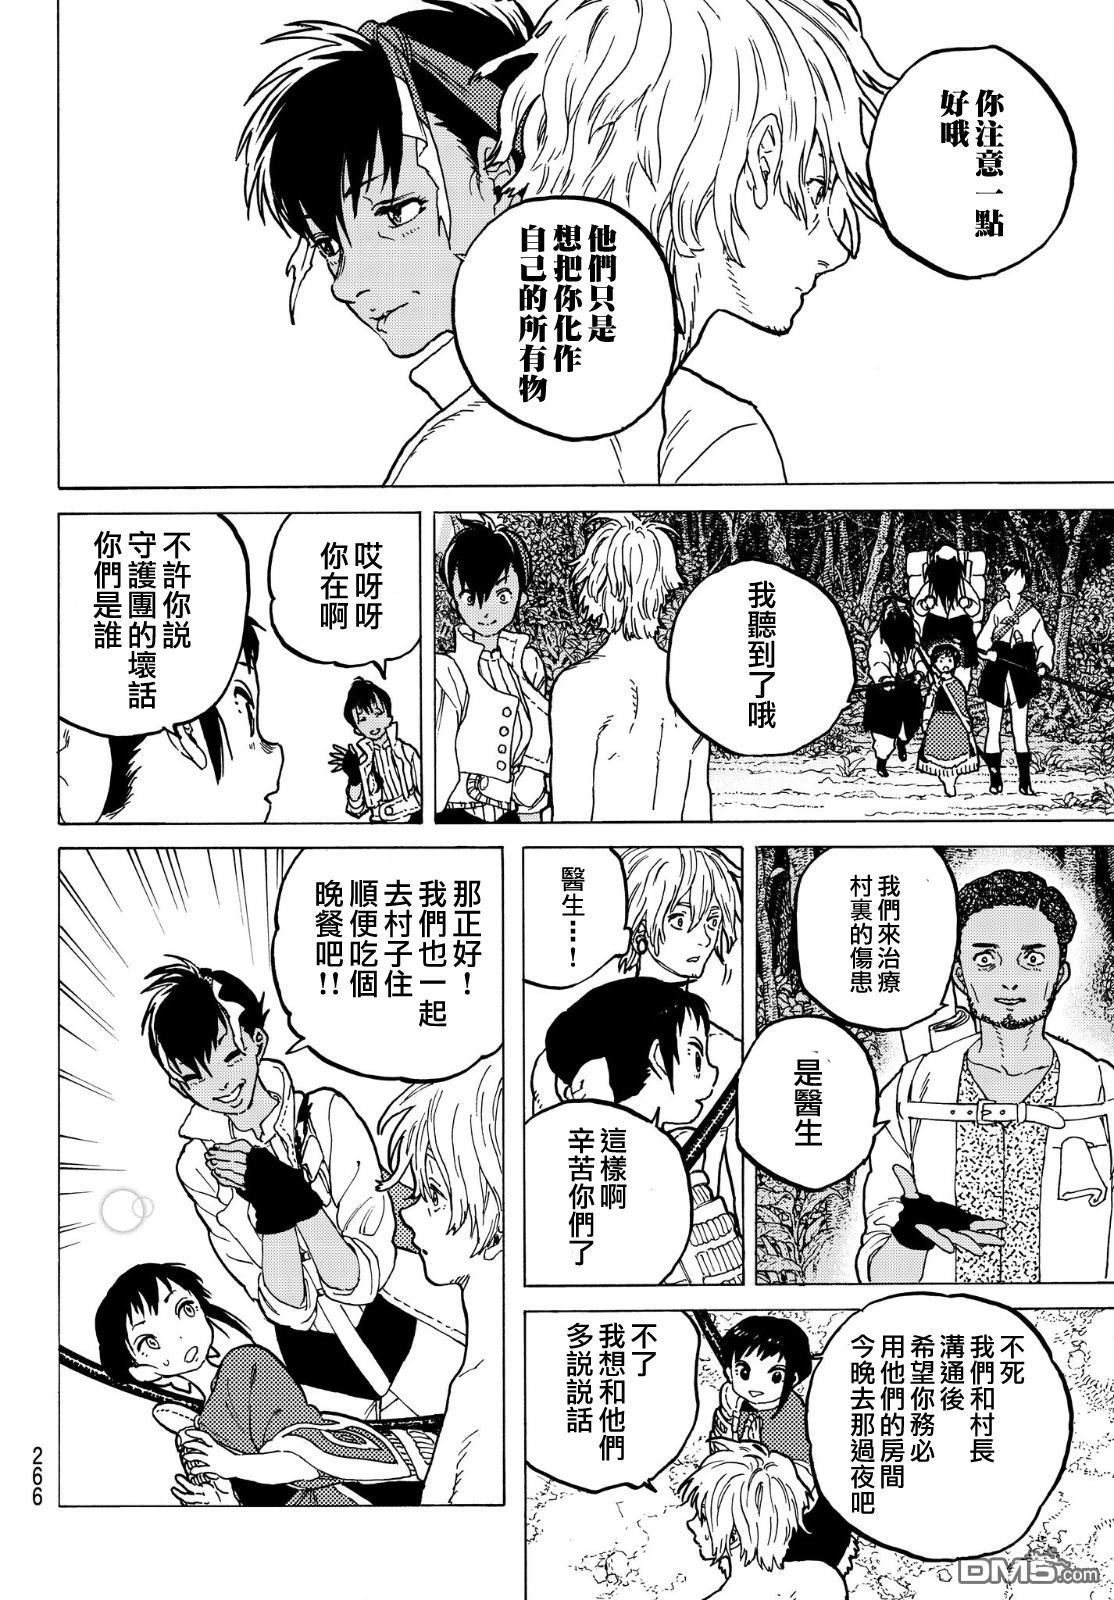 你注意一點
好哦
他們只是
想把你化作
自己的所有物
我聽到了哦
哎呀呀
你在啊
不許你説
守護團的壞話
你們是誰
我們來治療
村裏的傷患
是醫生
醫生…!
這樣啊
辛苦你們了
那正好!
我們也一起
去村子住
順便吃個
晚餐吧!!
不死
我們和村長
溝通後
希望你務必
用他們的房間
今晚去那過夜吧
不了
我想和他們
多説説話
266
DM5.com